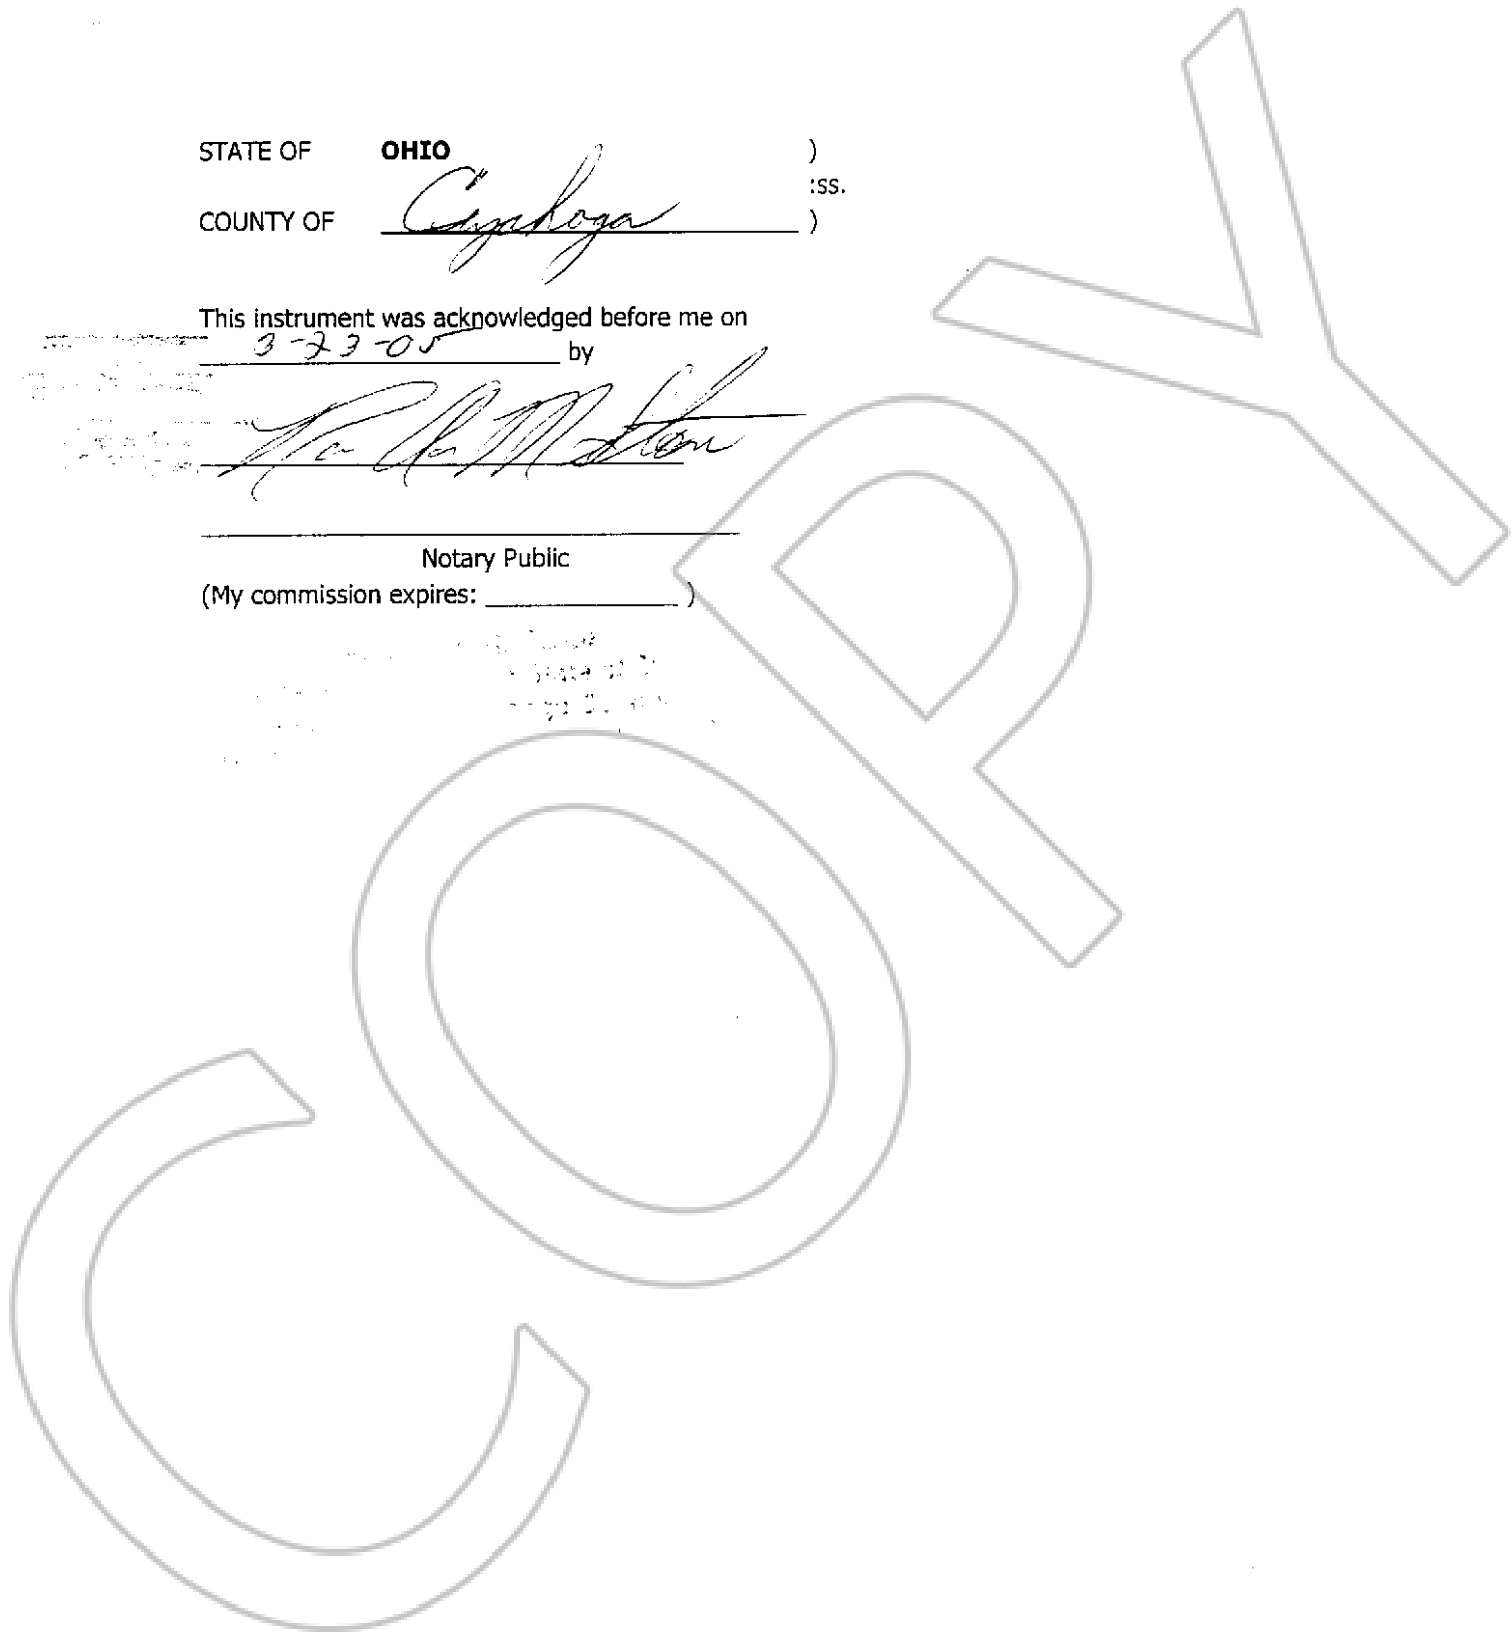 STATE OF OHIO )
:ss.
COUNTY OF Cuyahoga )
This instrument was acknowledged before me on
3-23-05 by
Notary Public
(My commission expires: )
COPY